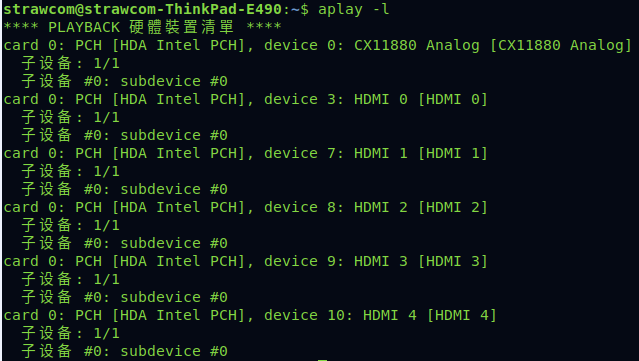 strawcom@strawcom-ThinkPad-E490:~$ aplay -l
**** PLAYBACK 硬體裝置清單 ****
card 0: PCH [HDA Intel PCH], device 0: CX11880 Analog [CX11880 Analog]
  子设备: 1/1
  子设备 #0: subdevice #0
card 0: PCH [HDA Intel PCH], device 3: HDMI 0 [HDMI 0]
  子设备: 1/1
  子设备 #0: subdevice #0
card 0: PCH [HDA Intel PCH], device 7: HDMI 1 [HDMI 1]
  子设备: 1/1
  子设备 #0: subdevice #0
card 0: PCH [HDA Intel PCH], device 8: HDMI 2 [HDMI 2]
  子设备: 1/1
  子设备 #0: subdevice #0
card 0: PCH [HDA Intel PCH], device 9: HDMI 3 [HDMI 3]
  子设备: 1/1
  子设备 #0: subdevice #0
card 0: PCH [HDA Intel PCH], device 10: HDMI 4 [HDMI 4]
  子设备: 1/1
  子设备 #0: subdevice #0